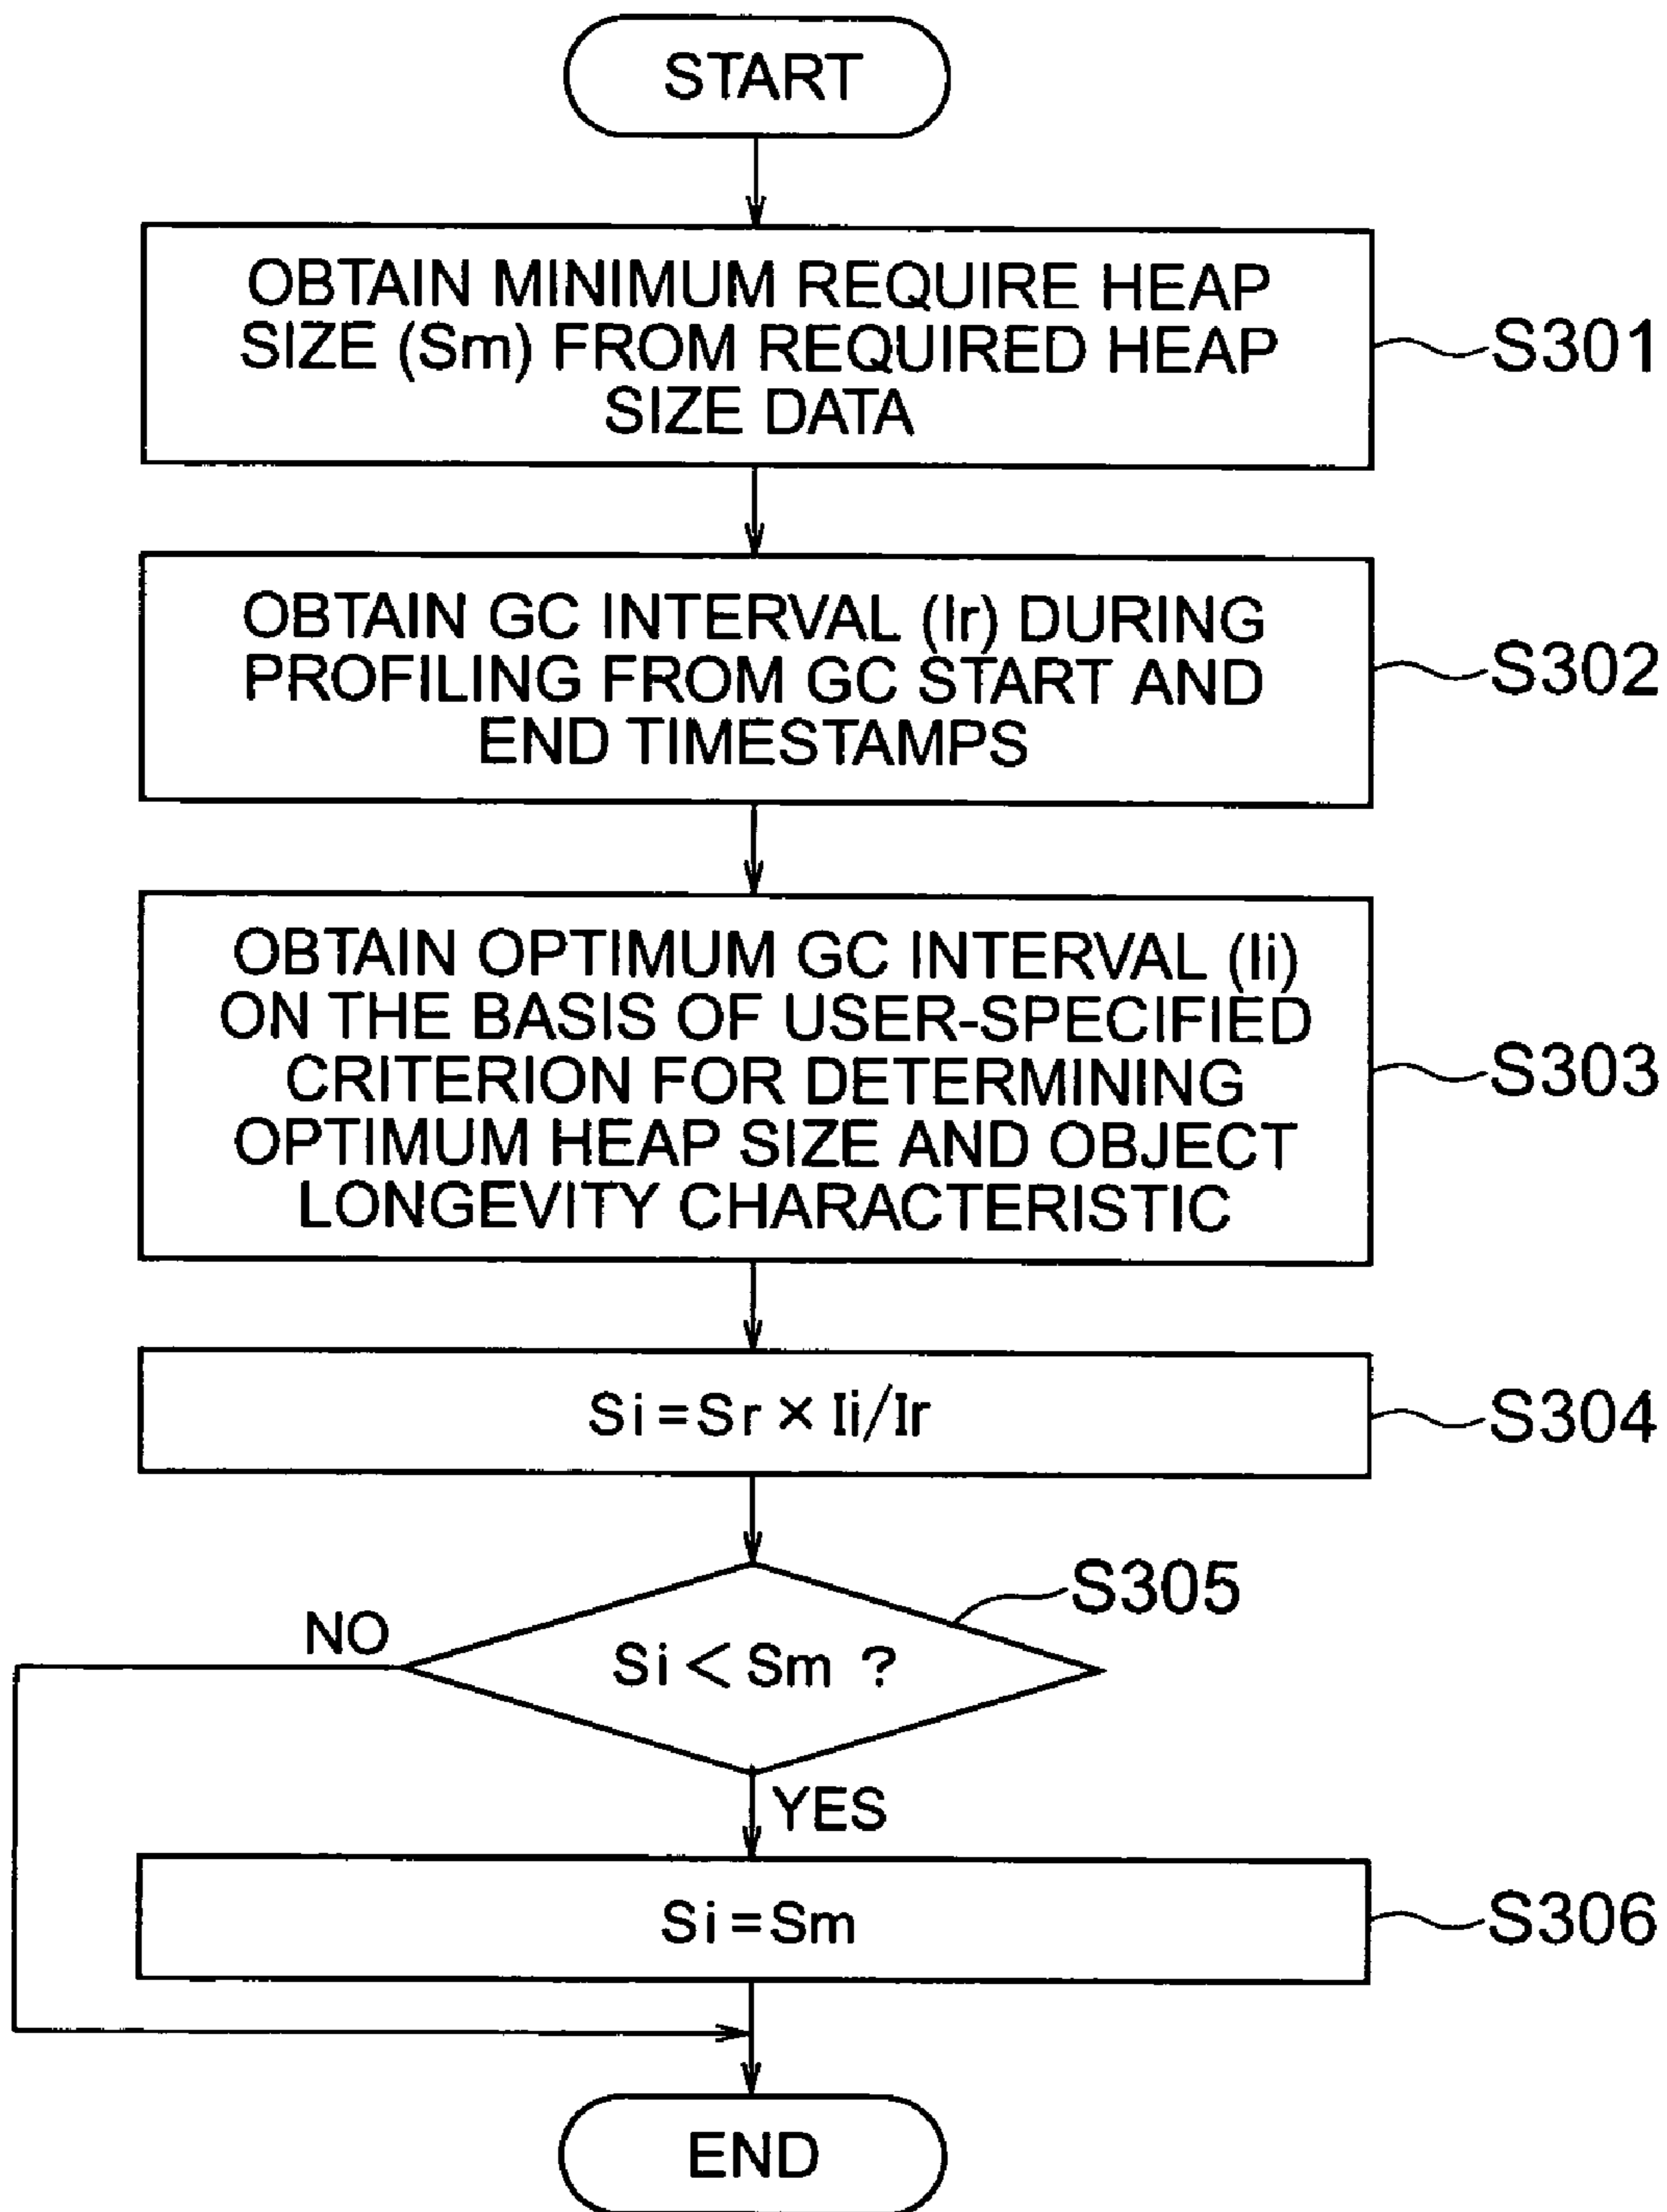 START
OBTAIN MINIMUM REQUIRE HEAP
SIZE (Sm) FROM REQUIRED HEAP
SIZE DATA
S301
OBTAIN GC INTERVAL (Ir) DURING
PROFILING FROM GC START AND
END TIMESTAMPS
S302
OBTAIN OPTIMUM GC INTERVAL (Ii)
ON THE BASIS OF USER-SPECIFIED
CRITERION FOR DETERMINING
OPTIMUM HEAP SIZE AND OBJECT
LONGEVITY CHARACTERISTIC
S303
Si=Sr×Ii/Ir
S304
S305
NO
Si<Sm ?
YES
Si=Sm
S306
END